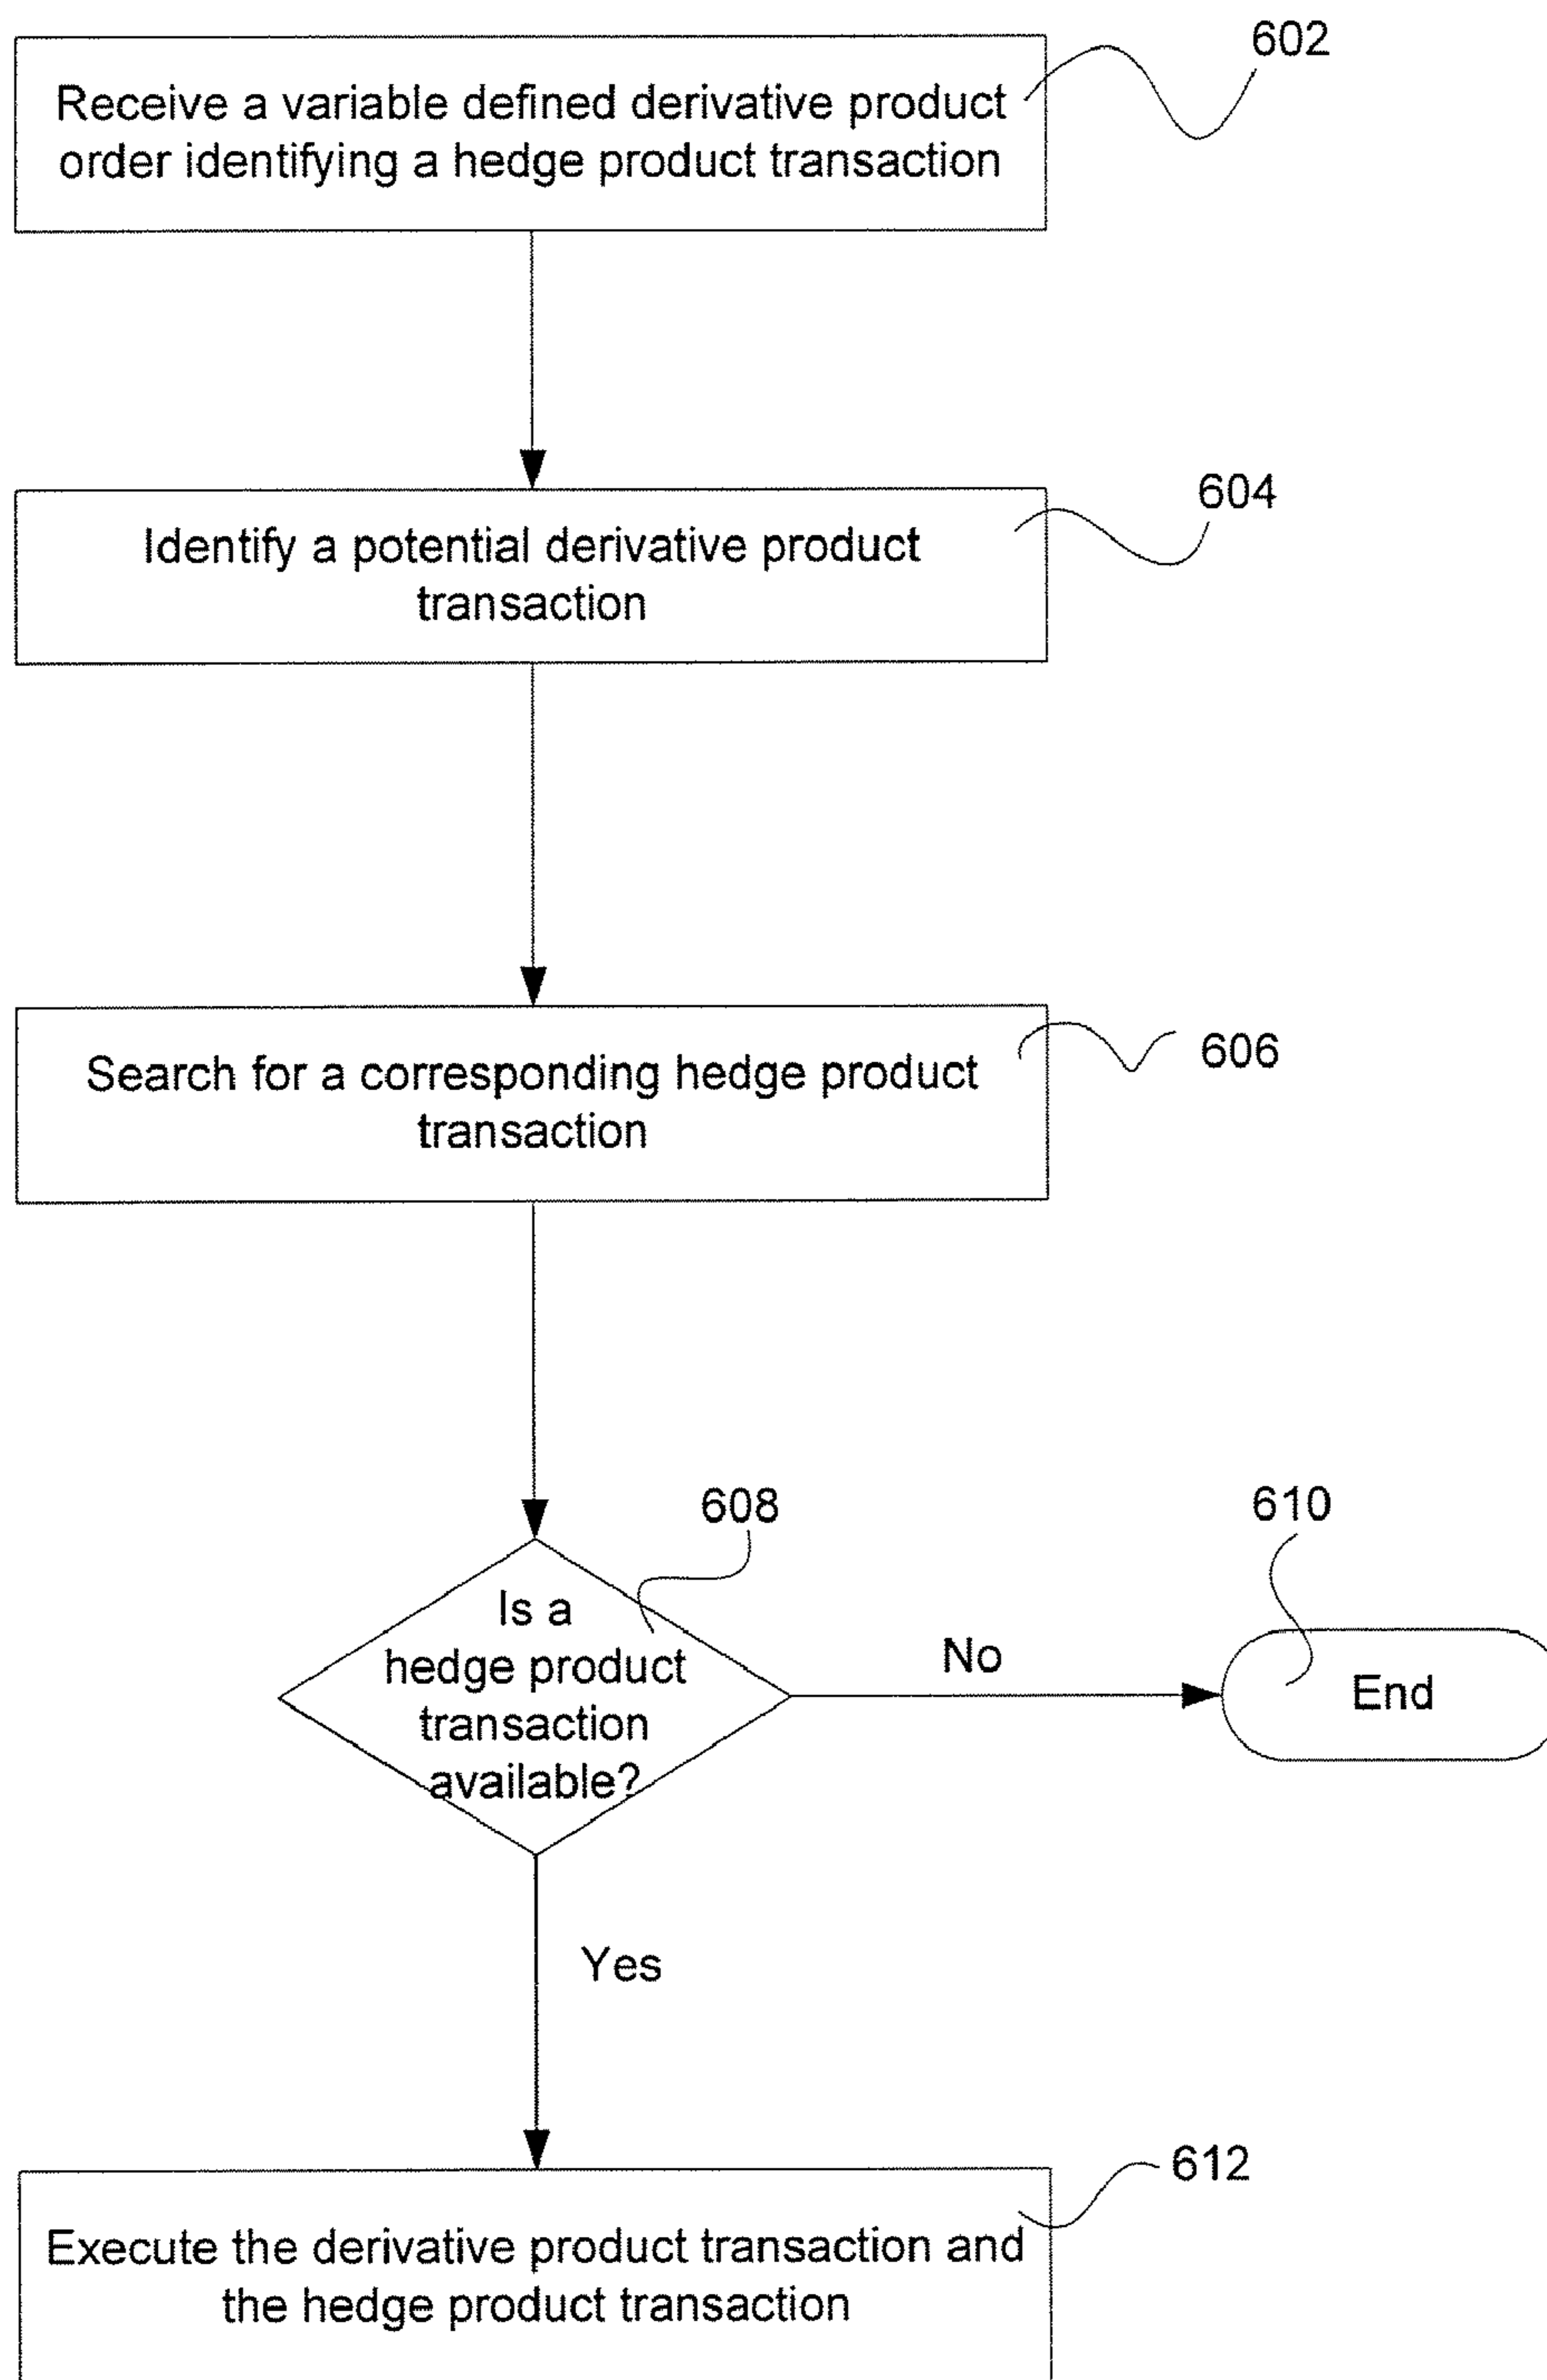 602
Receive a variable defined derivative product
order identifying a hedge product transaction
604
Identify a potential derivative product
transaction
606
Search for a corresponding hedge product
transaction
608
610
Is a
hedge product
transaction
available?
No
End
Yes
612
Execute the derivative product transaction and
the hedge product transaction